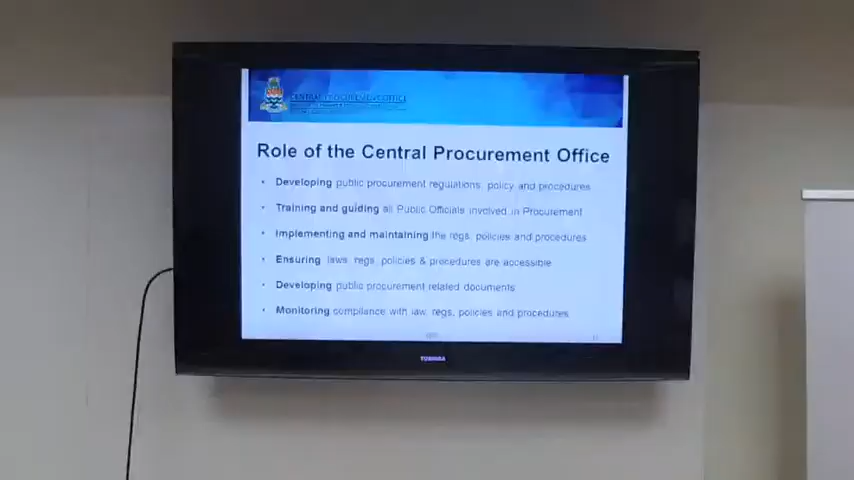 CENTRAL PROCUREMENT OFFICE
Role of the Central Procurement Office
• Developing public procurement regulations, policy and procedures
• Training and guiding all Public Officials involved in Procurement
• Implementing and maintaining the regs, policies and procedures
• Ensuring laws, regs, policies & procedures are accessible
• Developing public procurement related documents
• Monitoring compliance with law, regs, policies and procedures
TOSHIBA